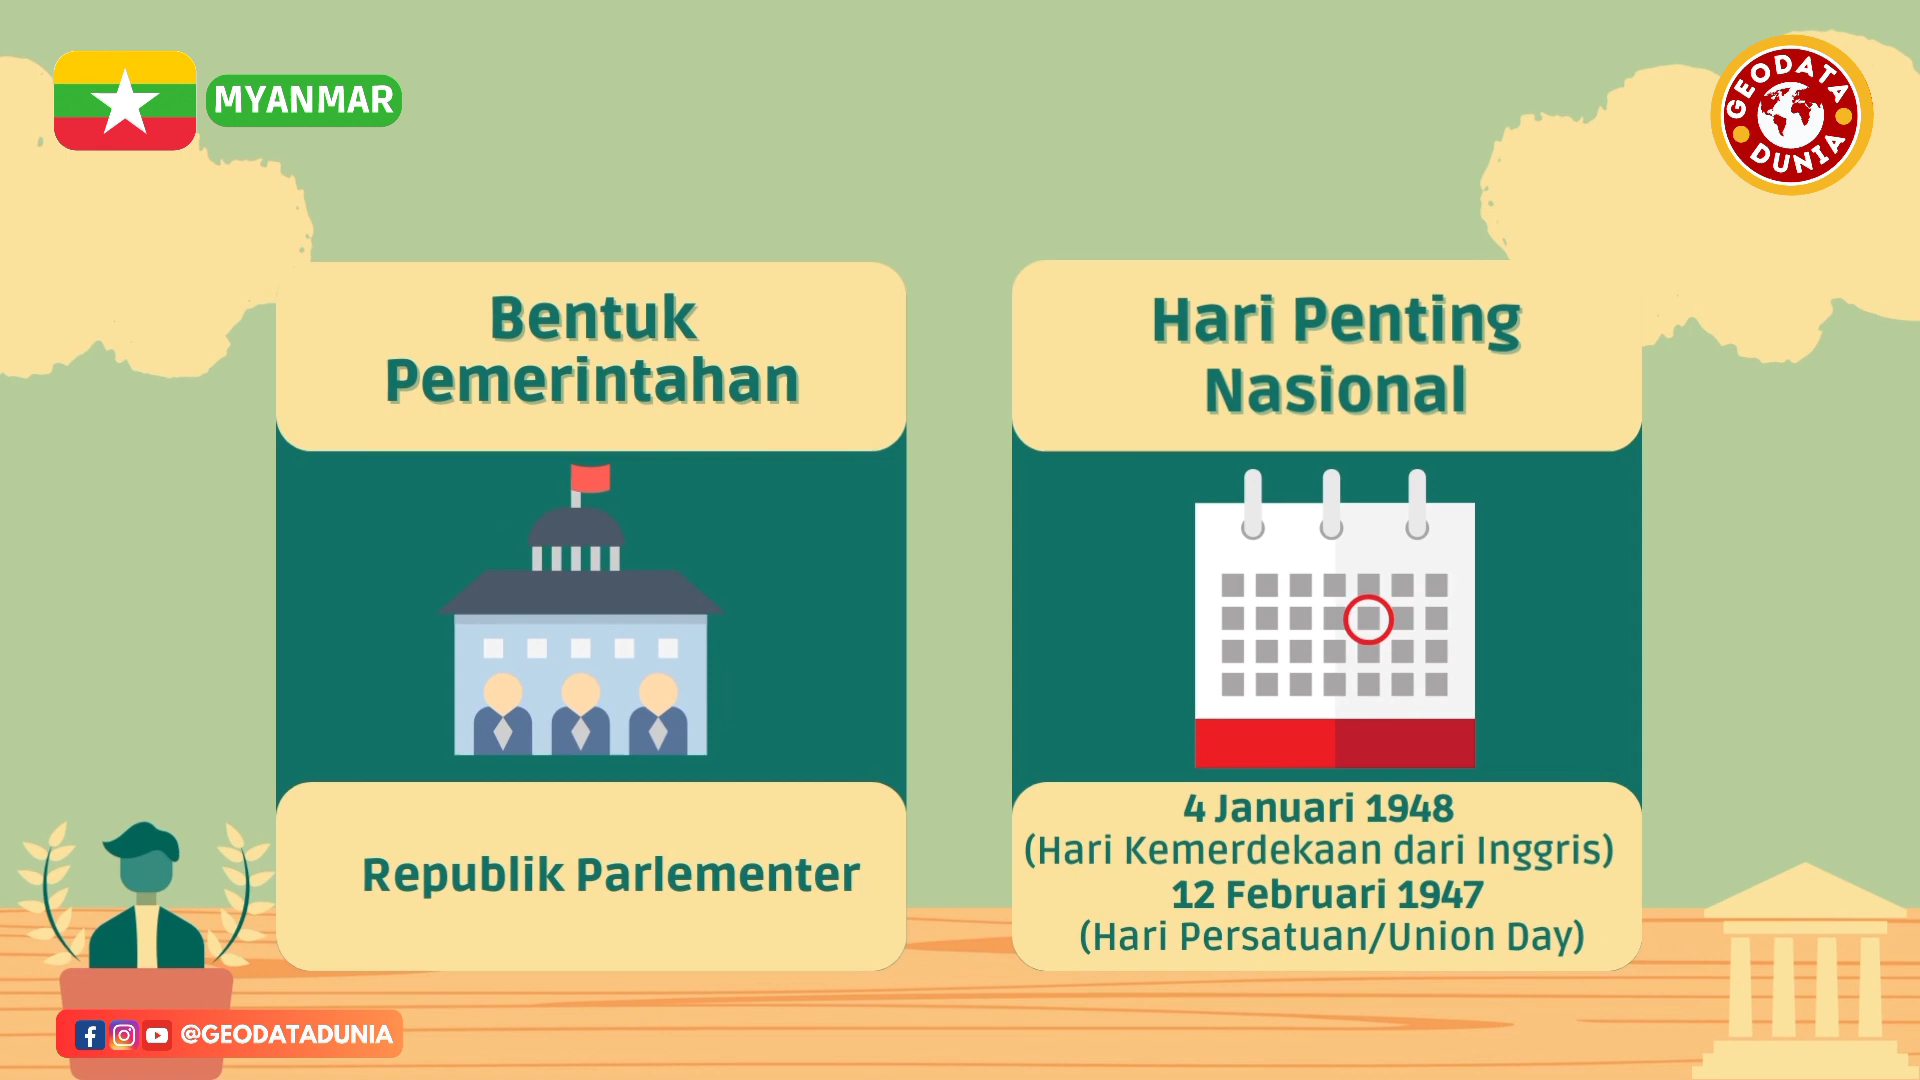 MYANMAR
GEODATA
DUNIA
Bentuk
Pemerintahan
Republik Parlementer
Hari Penting
Nasional
4 Januari 1948
(Hari Kemerdekaan dari Inggris)
12 Februari 1947
(Hari Persatuan/Union Day)
@GEODATADUNIA